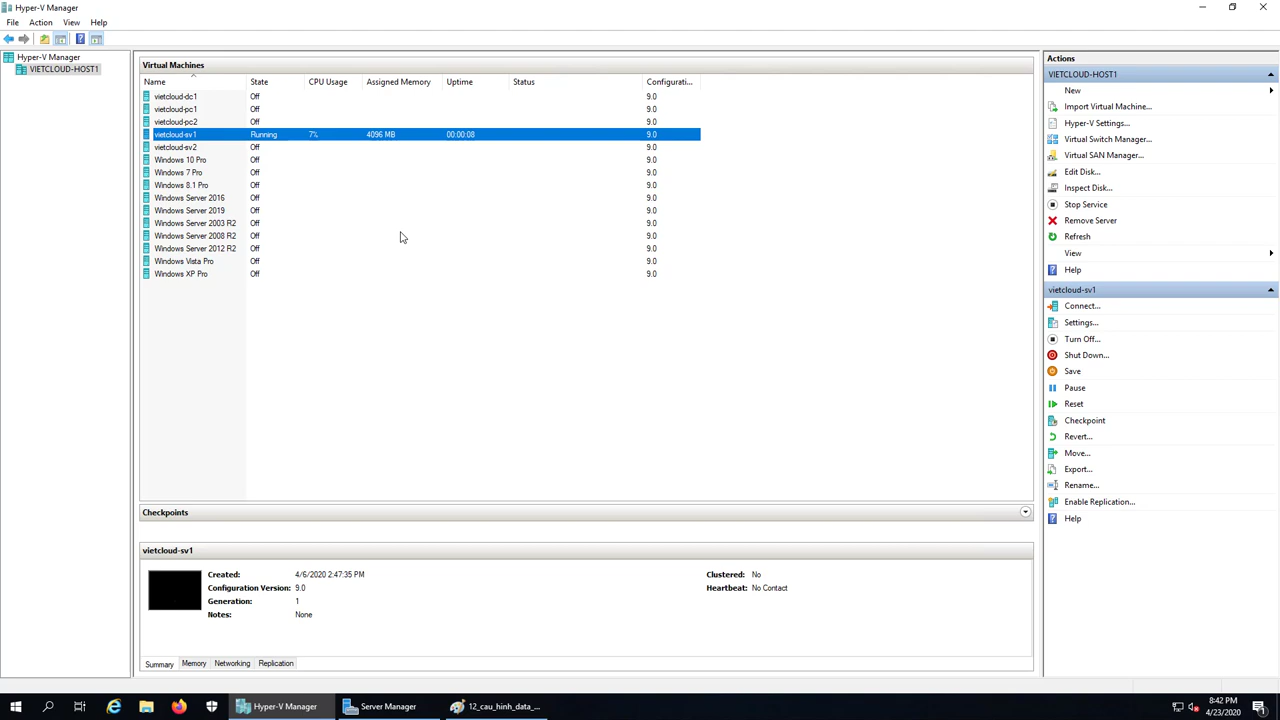 Hyper-V Manager
File Action View Help
Hyper-V Manager
VIETCLOUD-HOST1
Virtual Machines
Name State CPU Usage Assigned Memory Uptime Status Configurati...
vietcloud-dc1 Off 9.0
vietcloud-pc1 Off 9.0
vietcloud-pc2 Off 9.0
vietcloud-sv1 Running 7% 4096 MB 00:00:08 9.0
vietcloud-sv2 Off 9.0
Windows 10 Pro Off 9.0
Windows 7 Pro Off 9.0
Windows 8.1 Pro Off 9.0
Windows Server 2016 Off 9.0
Windows Server 2019 Off 9.0
Windows Server 2003 R2 Off 9.0
Windows Server 2008 R2 Off 9.0
Windows Server 2012 R2 Off 9.0
Windows Vista Pro Off 9.0
Windows XP Pro Off 9.0
Checkpoints
vietcloud-sv1
Created: 4/6/2020 2:47:35 PM Clustered: No
Configuration Version: 9.0 Heartbeat: No Contact
Generation: 1
Notes: None
Summary Memory Networking Replication
Actions
VIETCLOUD-HOST1
New
Import Virtual Machine...
Hyper-V Settings...
Virtual Switch Manager...
Virtual SAN Manager...
Edit Disk...
Inspect Disk...
Stop Service
Remove Server
Refresh
View
Help
vietcloud-sv1
Connect...
Settings...
Turn Off...
Shut Down...
Save
Pause
Reset
Checkpoint
Revert...
Move...
Export...
Rename...
Enable Replication...
Help
Hyper-V Manager Server Manager 12_cau_hinh_data_... 8:42 PM
4/23/2020 1